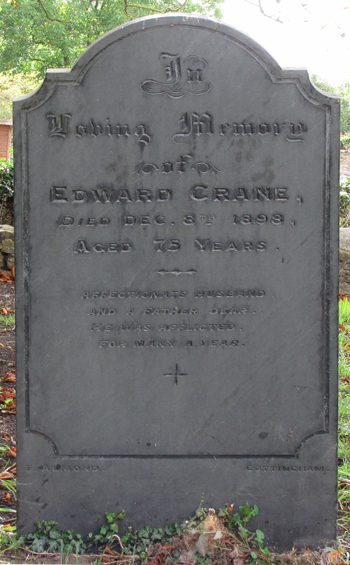 In
Loving Memory
of
EDWARD CRANE,
DIED DEC. 8TH 1898,
AGED 75 YEARS.
AFFECTIONATE HUSBAND,
AND A FATHER DEAR,
HE WAS AFFLICTED,
FOR MANY A YEAR.